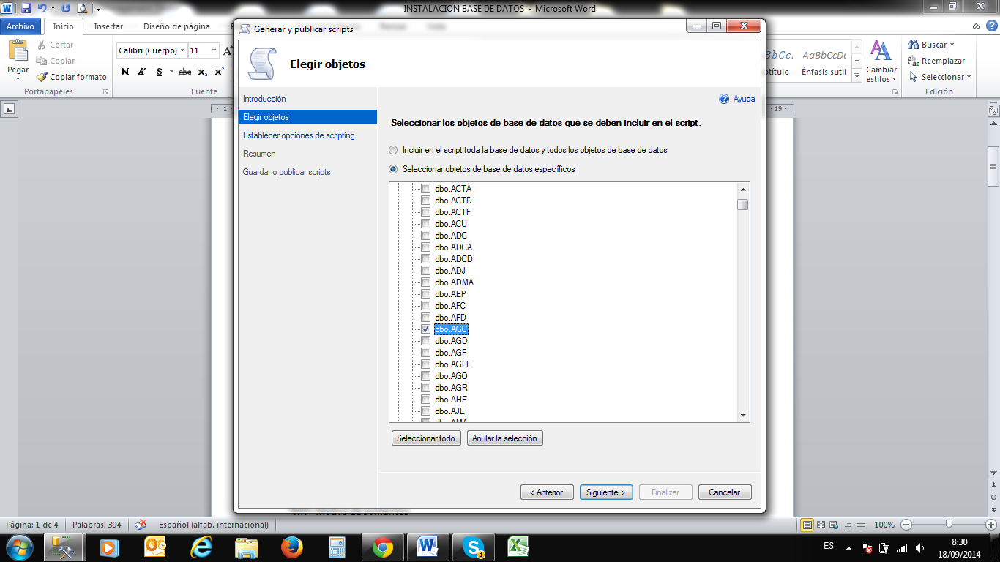 INSTALACION BASE DE DATOS - Microsoft Word
Archivo
Inicio
Insertar
Diseño de página
Generar y publicar scripts
Cortar
Copiar
Copiar formato
Pegar
Portapapeles
Calibri (Cuerpo)
11
N K S abc x₂ x²
Fuente
AaBbCcDc
Énfasis sutil
Cambiar
estilos
Buscar
Reemplazar
Seleccionar
Edición
Elegir objetos
Introducción
Elegir objetos
Establecer opciones de scripting
Resumen
Guardar o publicar scripts
Ayuda
Seleccionar los objetos de base de datos que se deben incluir en el script.
Incluir en el script toda la base de datos y todos los objetos de base de datos
Seleccionar objetos de base de datos específicos
dbo.ACTA
dbo.ACTD
dbo.ACTF
dbo.ACU
dbo.ADC
dbo.ADCA
dbo.ADCD
dbo.ADJ
dbo.ADMA
dbo.AEP
dbo.AFC
dbo.AFD
dbo.AGC
dbo.AGD
dbo.AGF
dbo.AGFF
dbo.AGO
dbo.AGR
dbo.AHE
dbo.AJE
Seleccionar todo
Anular la selección
< Anterior
Siguiente >
Finalizar
Cancelar
Página: 1 de 4
Palabras: 394
Español (alfab. internacional)
100%
ES
8:30
18/09/2014